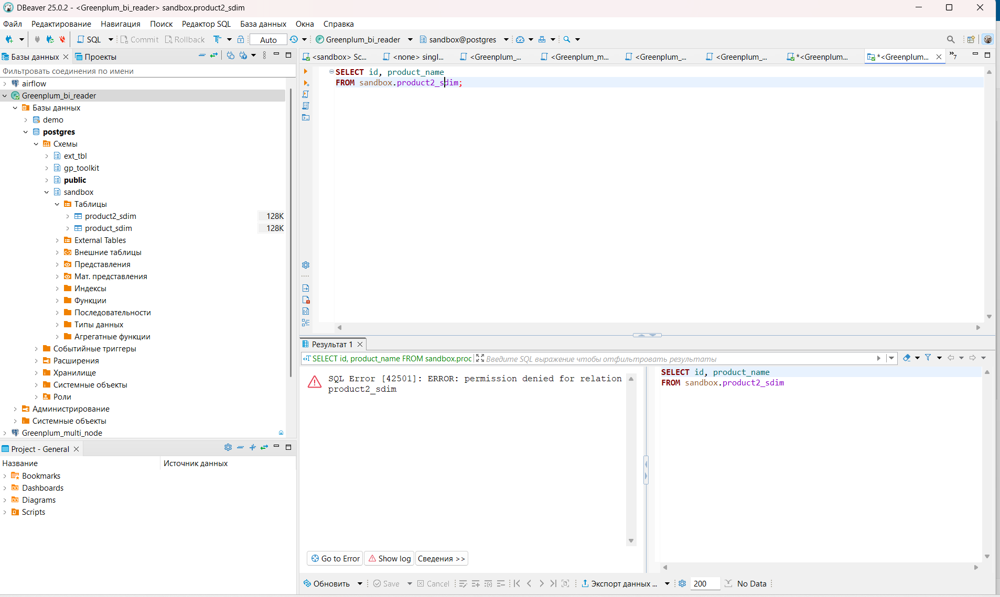 DBeaver 25.0.2 - <Greenplum_bi_reader> sandbox.product2_sdim
Файл Редактирование Навигация Поиск Редактор SQL База данных Окна Справка
SQL Commit Rollback Auto Greenplum_bi_reader sandbox@postgres
Базы данных Проекты
<sandbox> Sc... <none> singl... <Greenplum_... <Greenplum_m... <Greenplum_... <Greenplum_... *<Greenplum... *<Greenplum... »7
Фильтровать соединения по имени
airflow
Greenplum_bi_reader
Базы данных
demo
postgres
Схемы
ext_tbl
gp_toolkit
public
sandbox
Таблицы
product2_sdim 128K
product_sdim 128K
External Tables
Внешние таблицы
Представления
Мат. представления
Индексы
Функции
Последовательности
Типы данных
Агрегатные функции
Событийные триггеры
Расширения
Хранилище
Системные объекты
Роли
Администрирование
Системные объекты
Greenplum_multi_node
SELECT id, product_name
FROM sandbox.product2_sdim;
Результат 1
SELECT id, product_name FROM sandbox.proc Введите SQL выражение чтобы отфильтровать результаты
SQL Error [42501]: ERROR: permission denied for relation
product2_sdim
SELECT id, product_name
FROM sandbox.product2_sdim
Go to Error Show log Сведения >>
Обновить Save Cancel Экспорт данных ... 200 No Data
Project - General
Название Источник данных
Bookmarks
Dashboards
Diagrams
Scripts